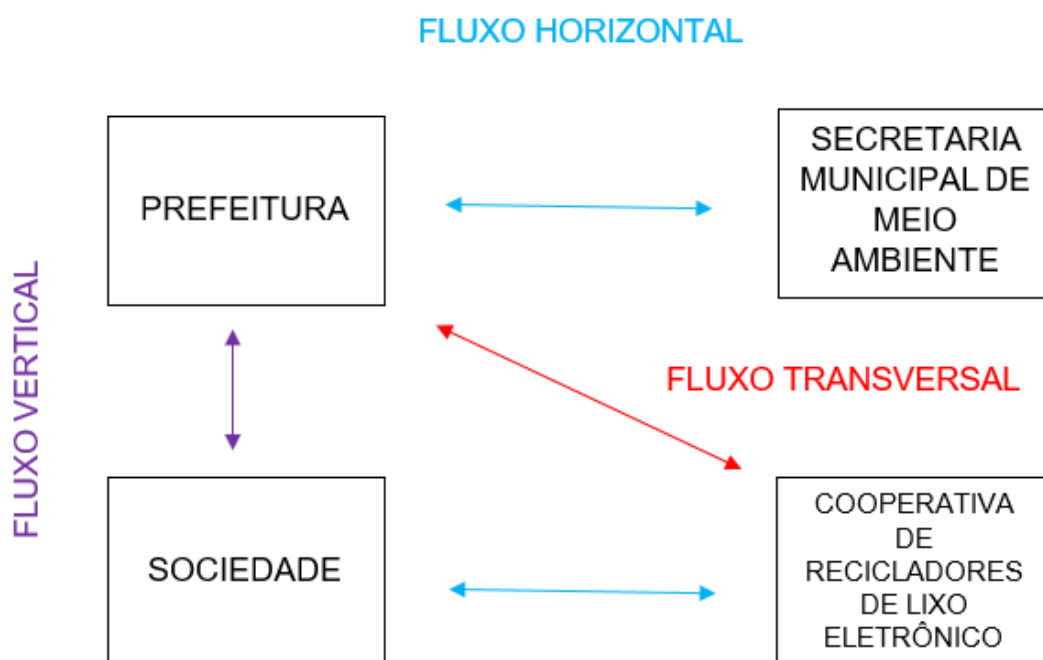 FLUXO HORIZONTAL
PREFEITURA
SECRETARIA
MUNICIPAL DE
MEIO
AMBIENTE
FLUXO VERTICAL
FLUXO TRANSVERSAL
SOCIEDADE
COOPERATIVA
DE
RECICLADORES
DE LIXO
ELETRÔNICO